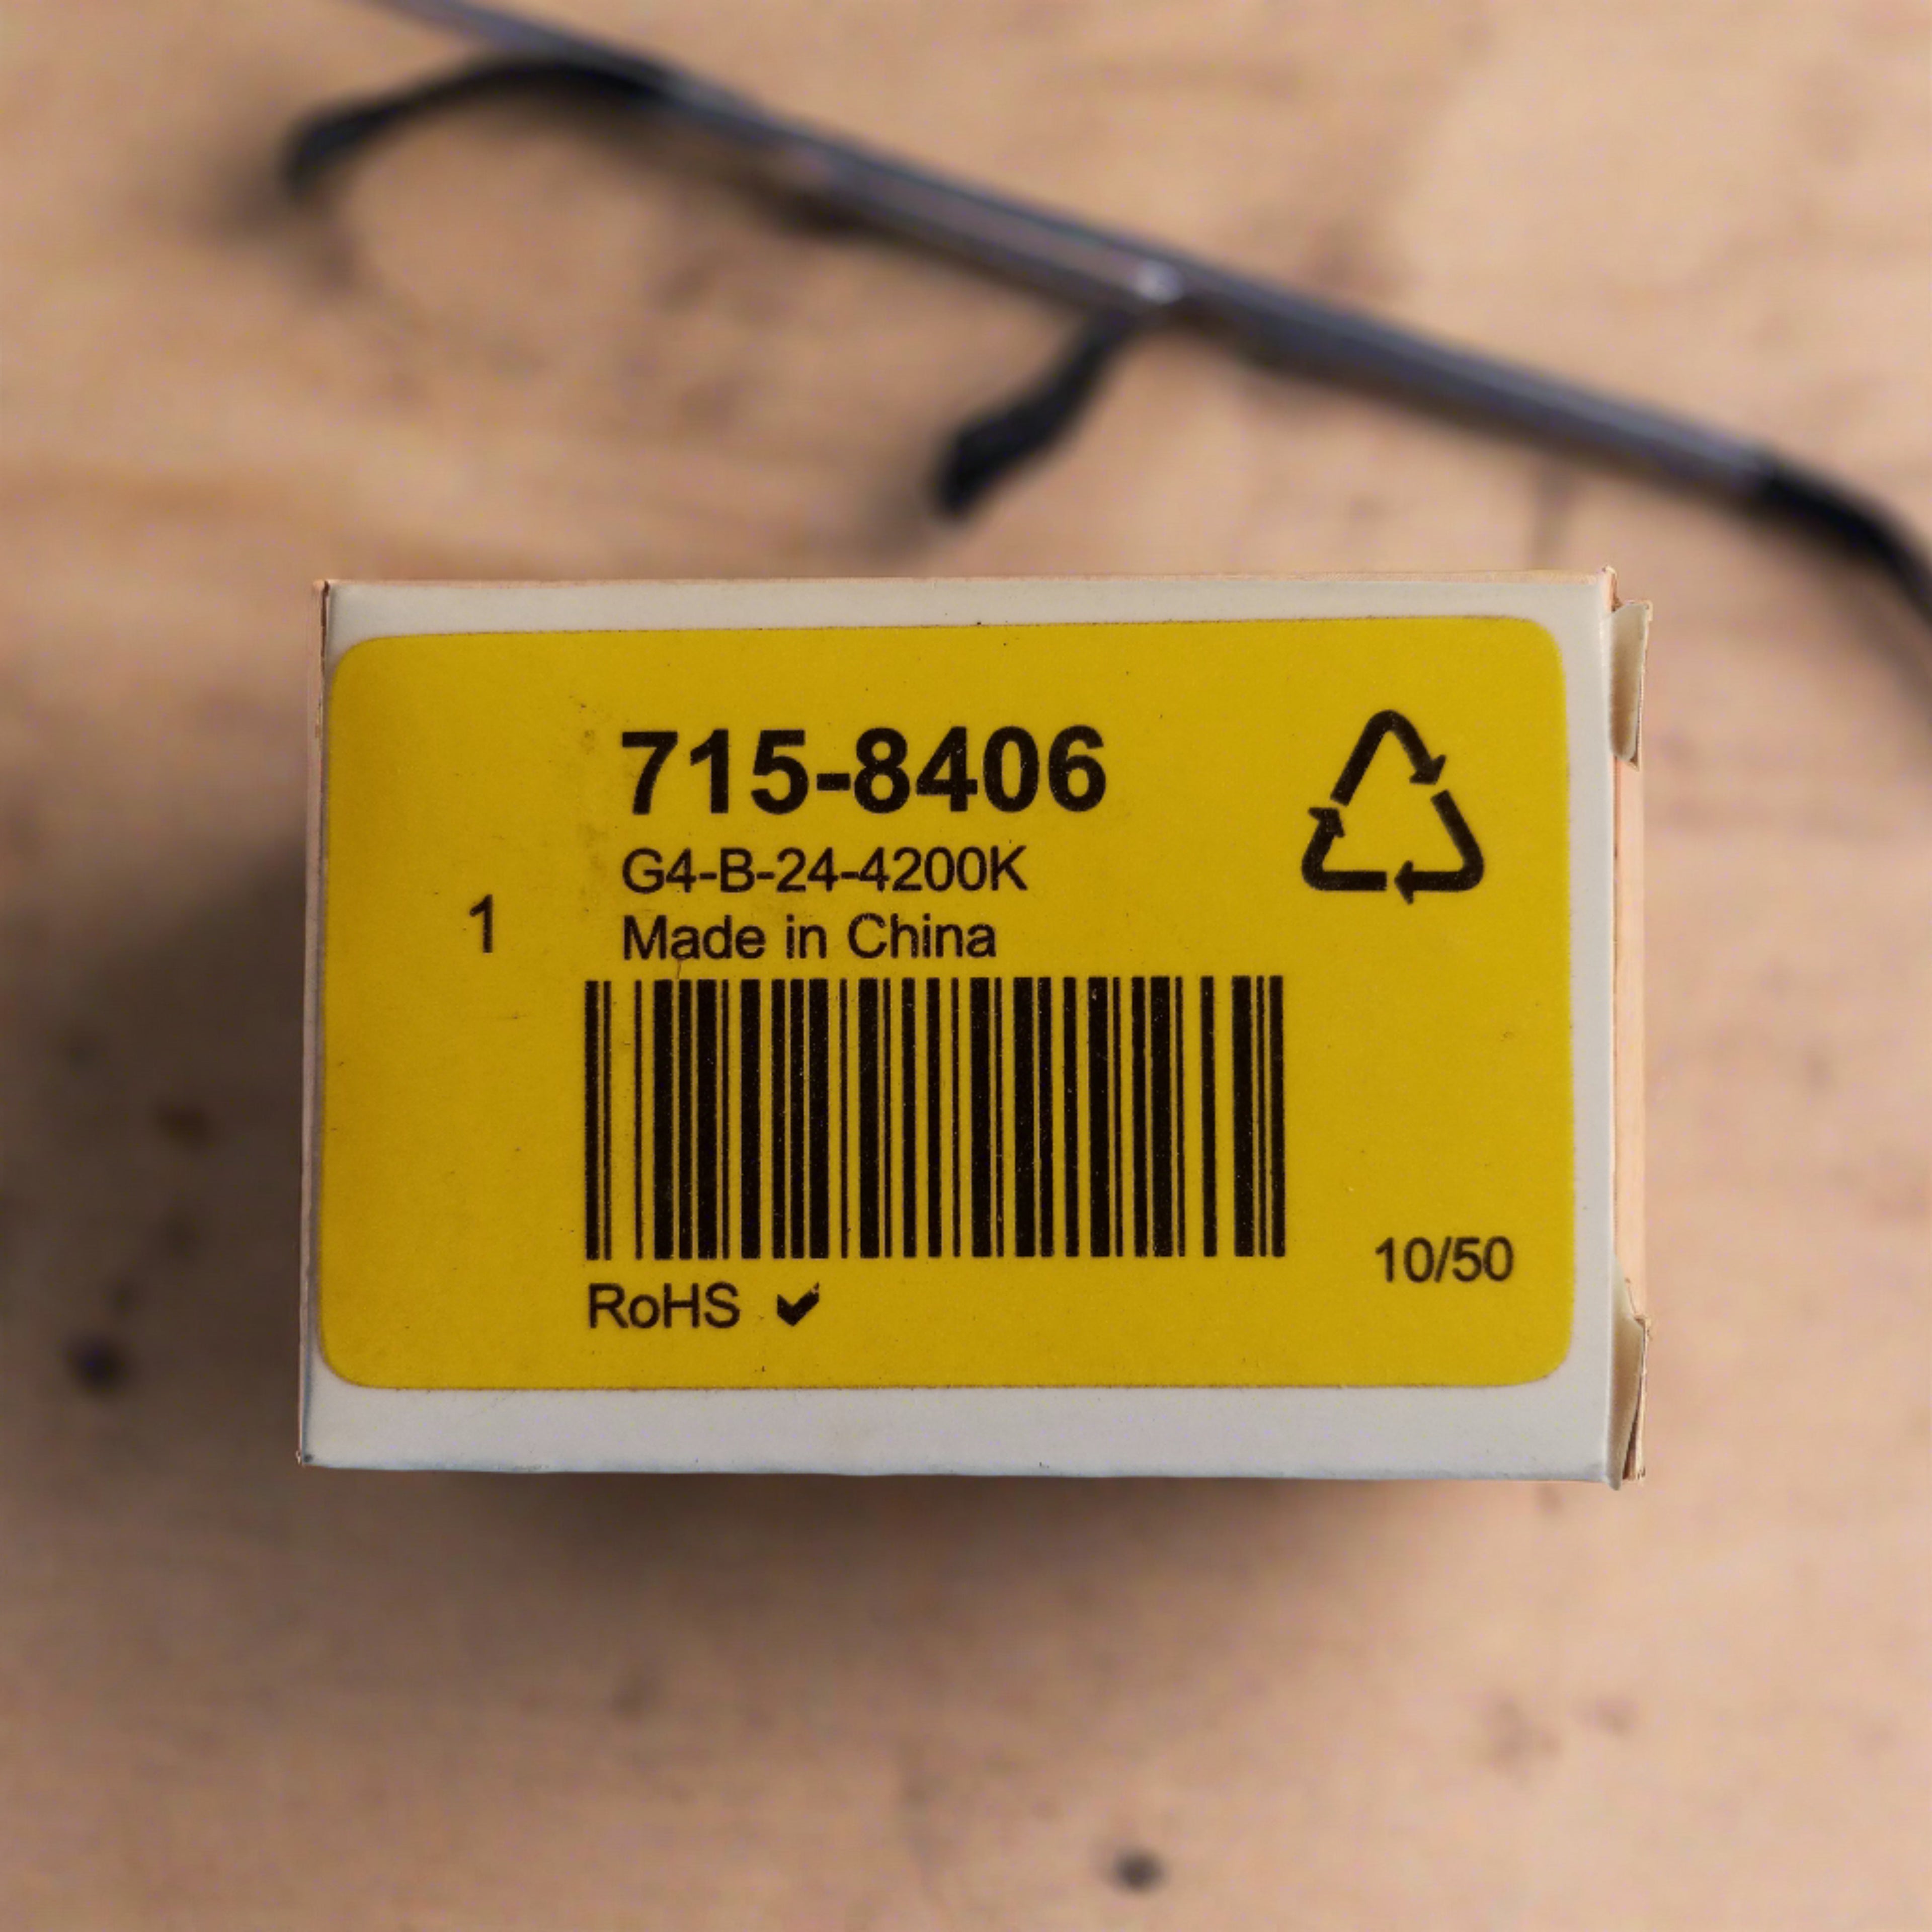 715-8406
G4-B-24-4200K
1
Made in China
RoHS ✔
10/50